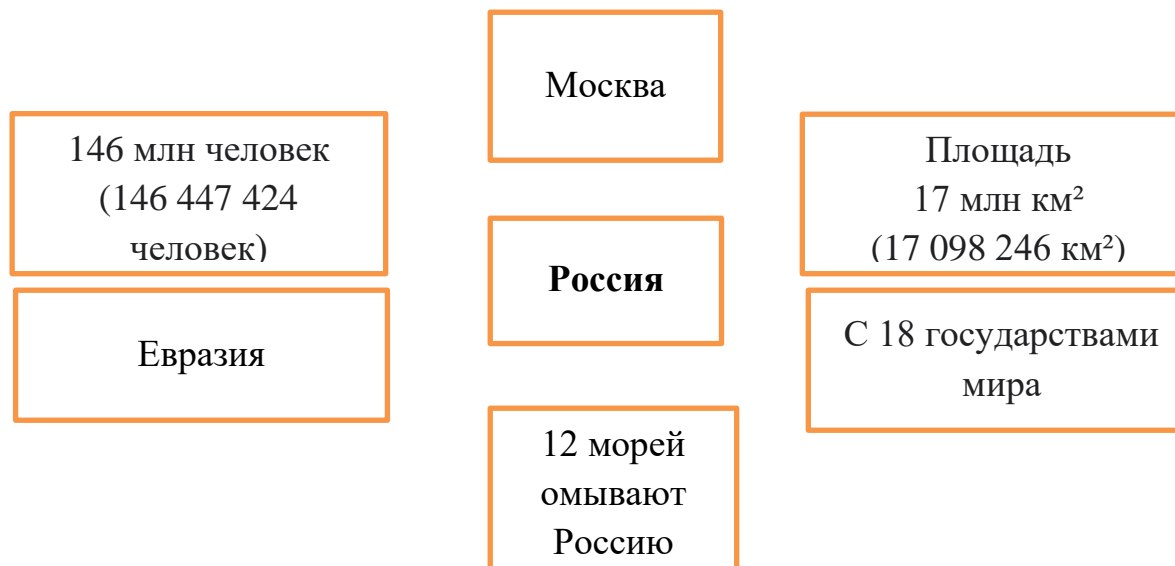 Москва
146 млн человек
(146 447 424
человек)
Площадь
17 млн км²
(17 098 246 км²)
Россия
Евразия
С 18 государствами
мира
12 морей
омывают
Россию